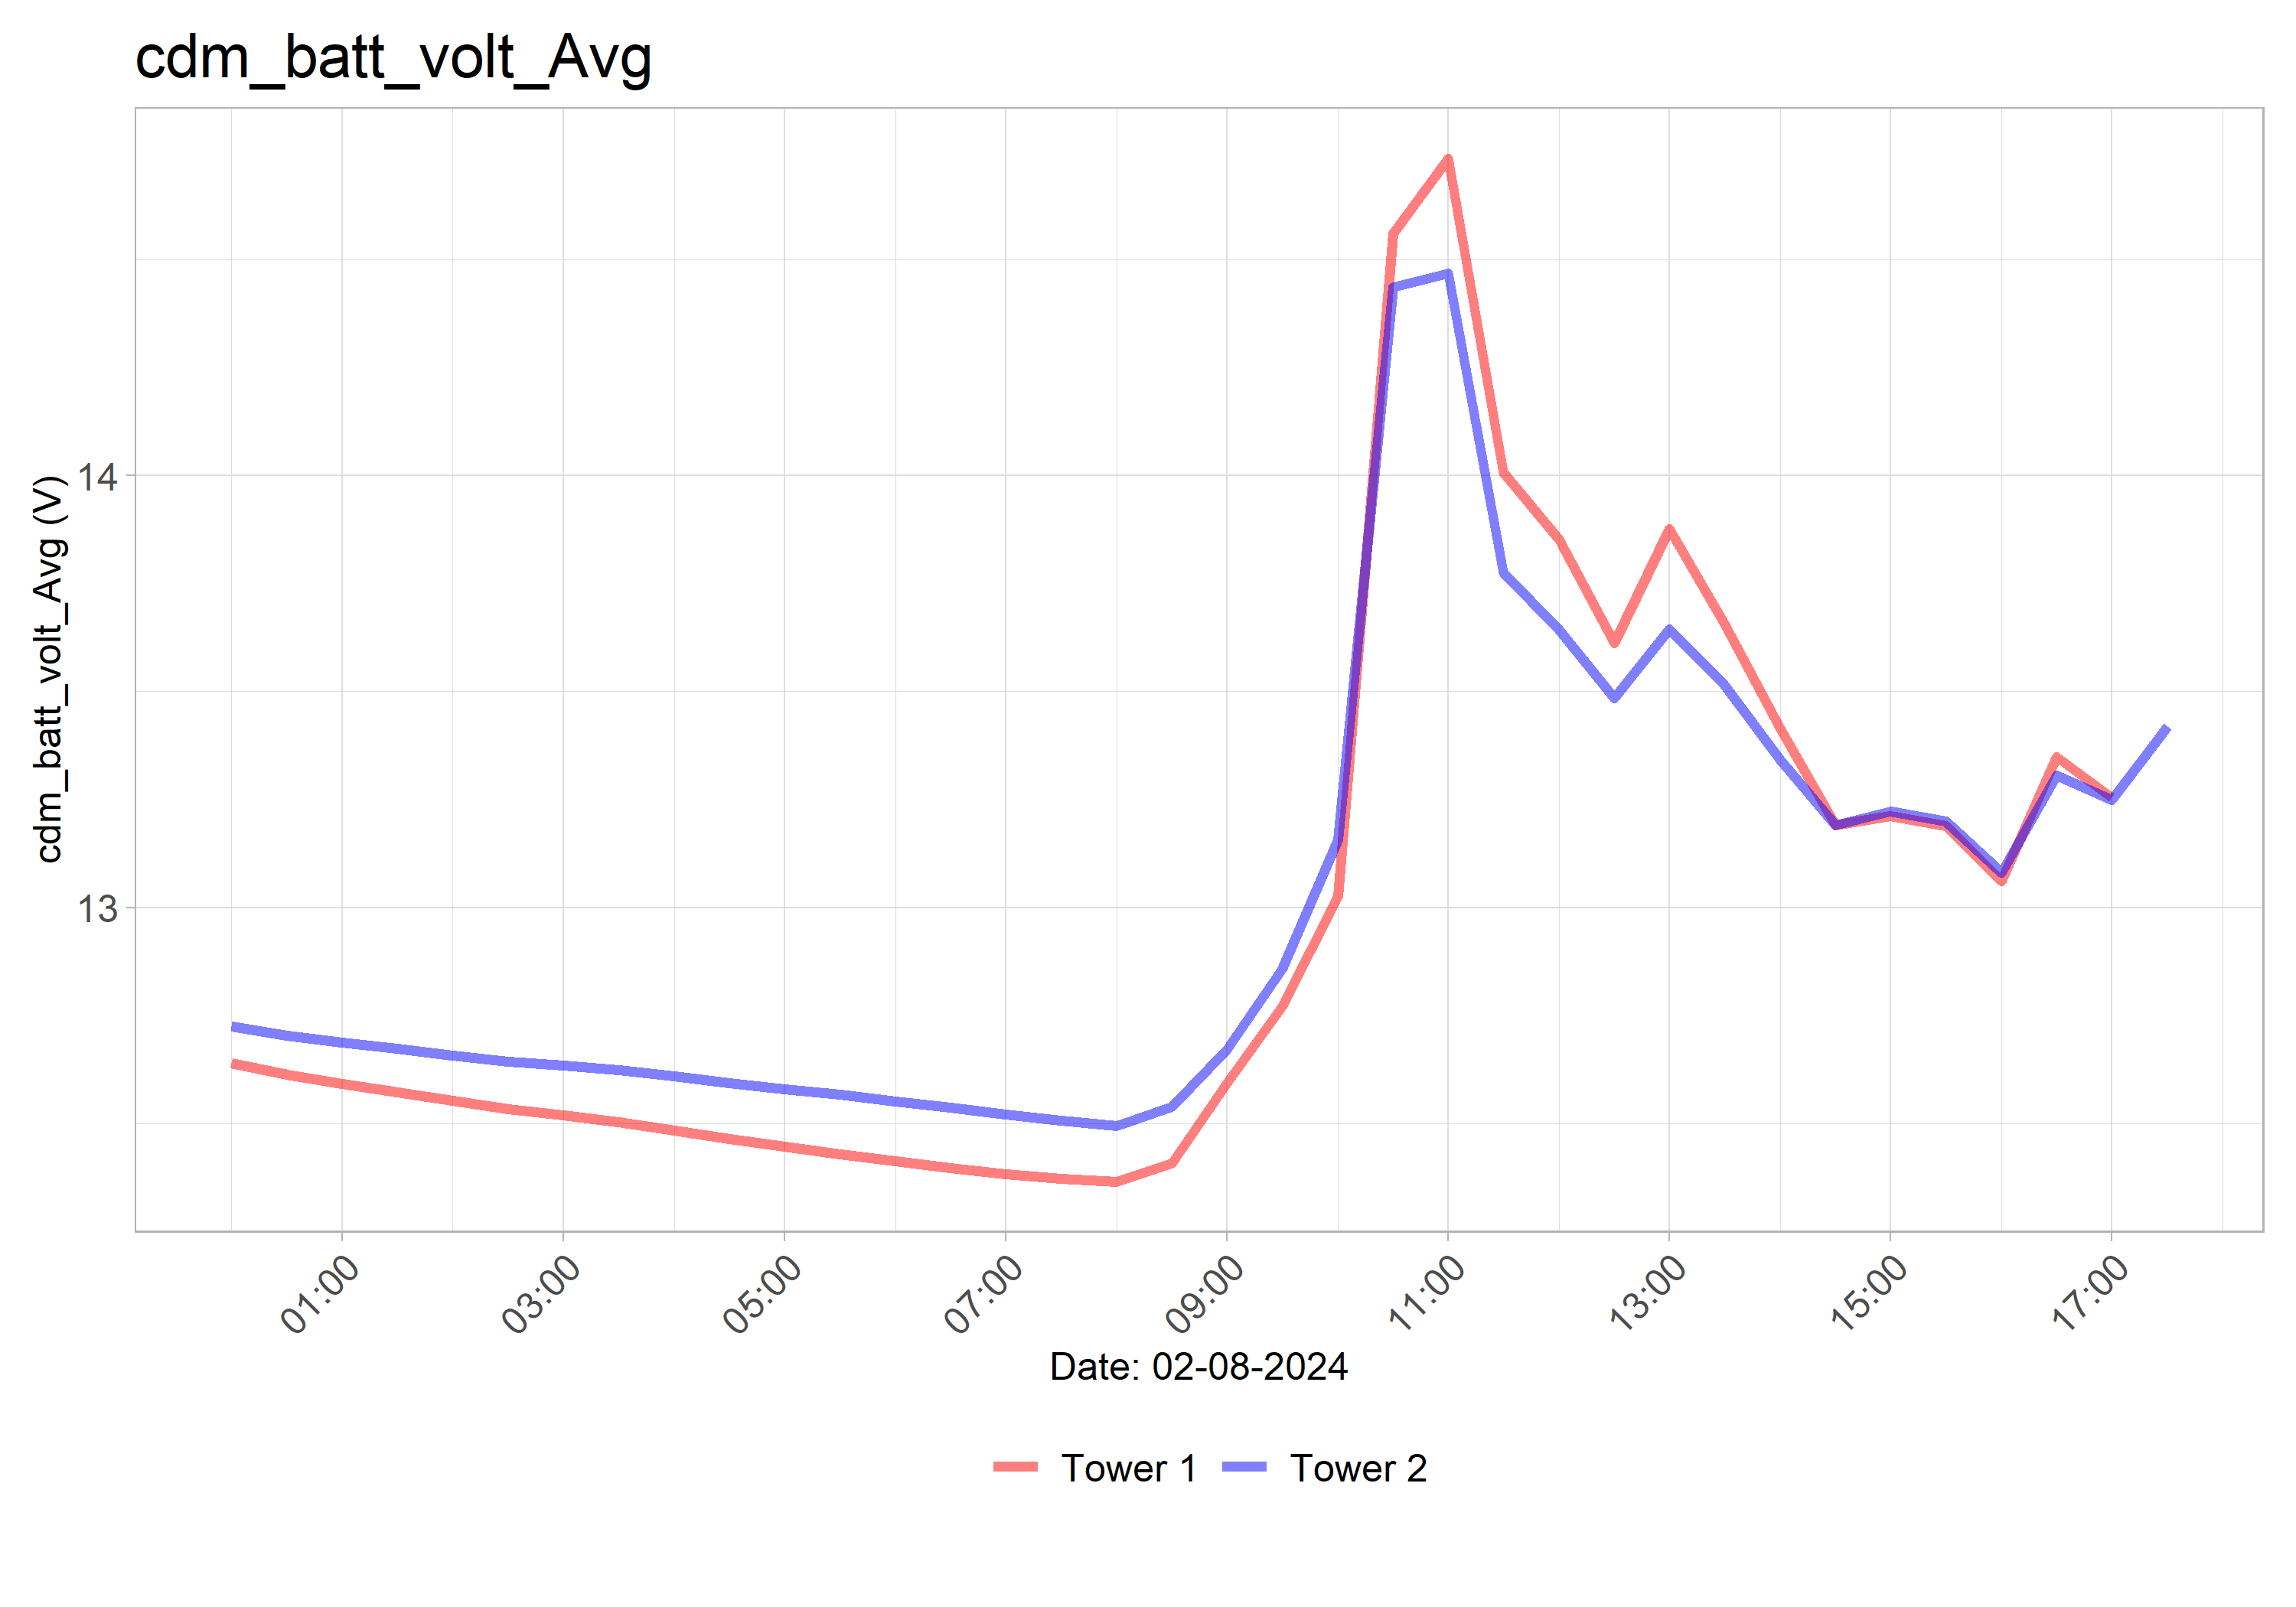 cdm_batt_volt_Avg
cdm_batt_volt_Avg (V)
14
13
01:00
03:00
05:00
07:00
09:00
11:00
13:00
15:00
17:00
Date: 02-08-2024
Tower 1
Tower 2